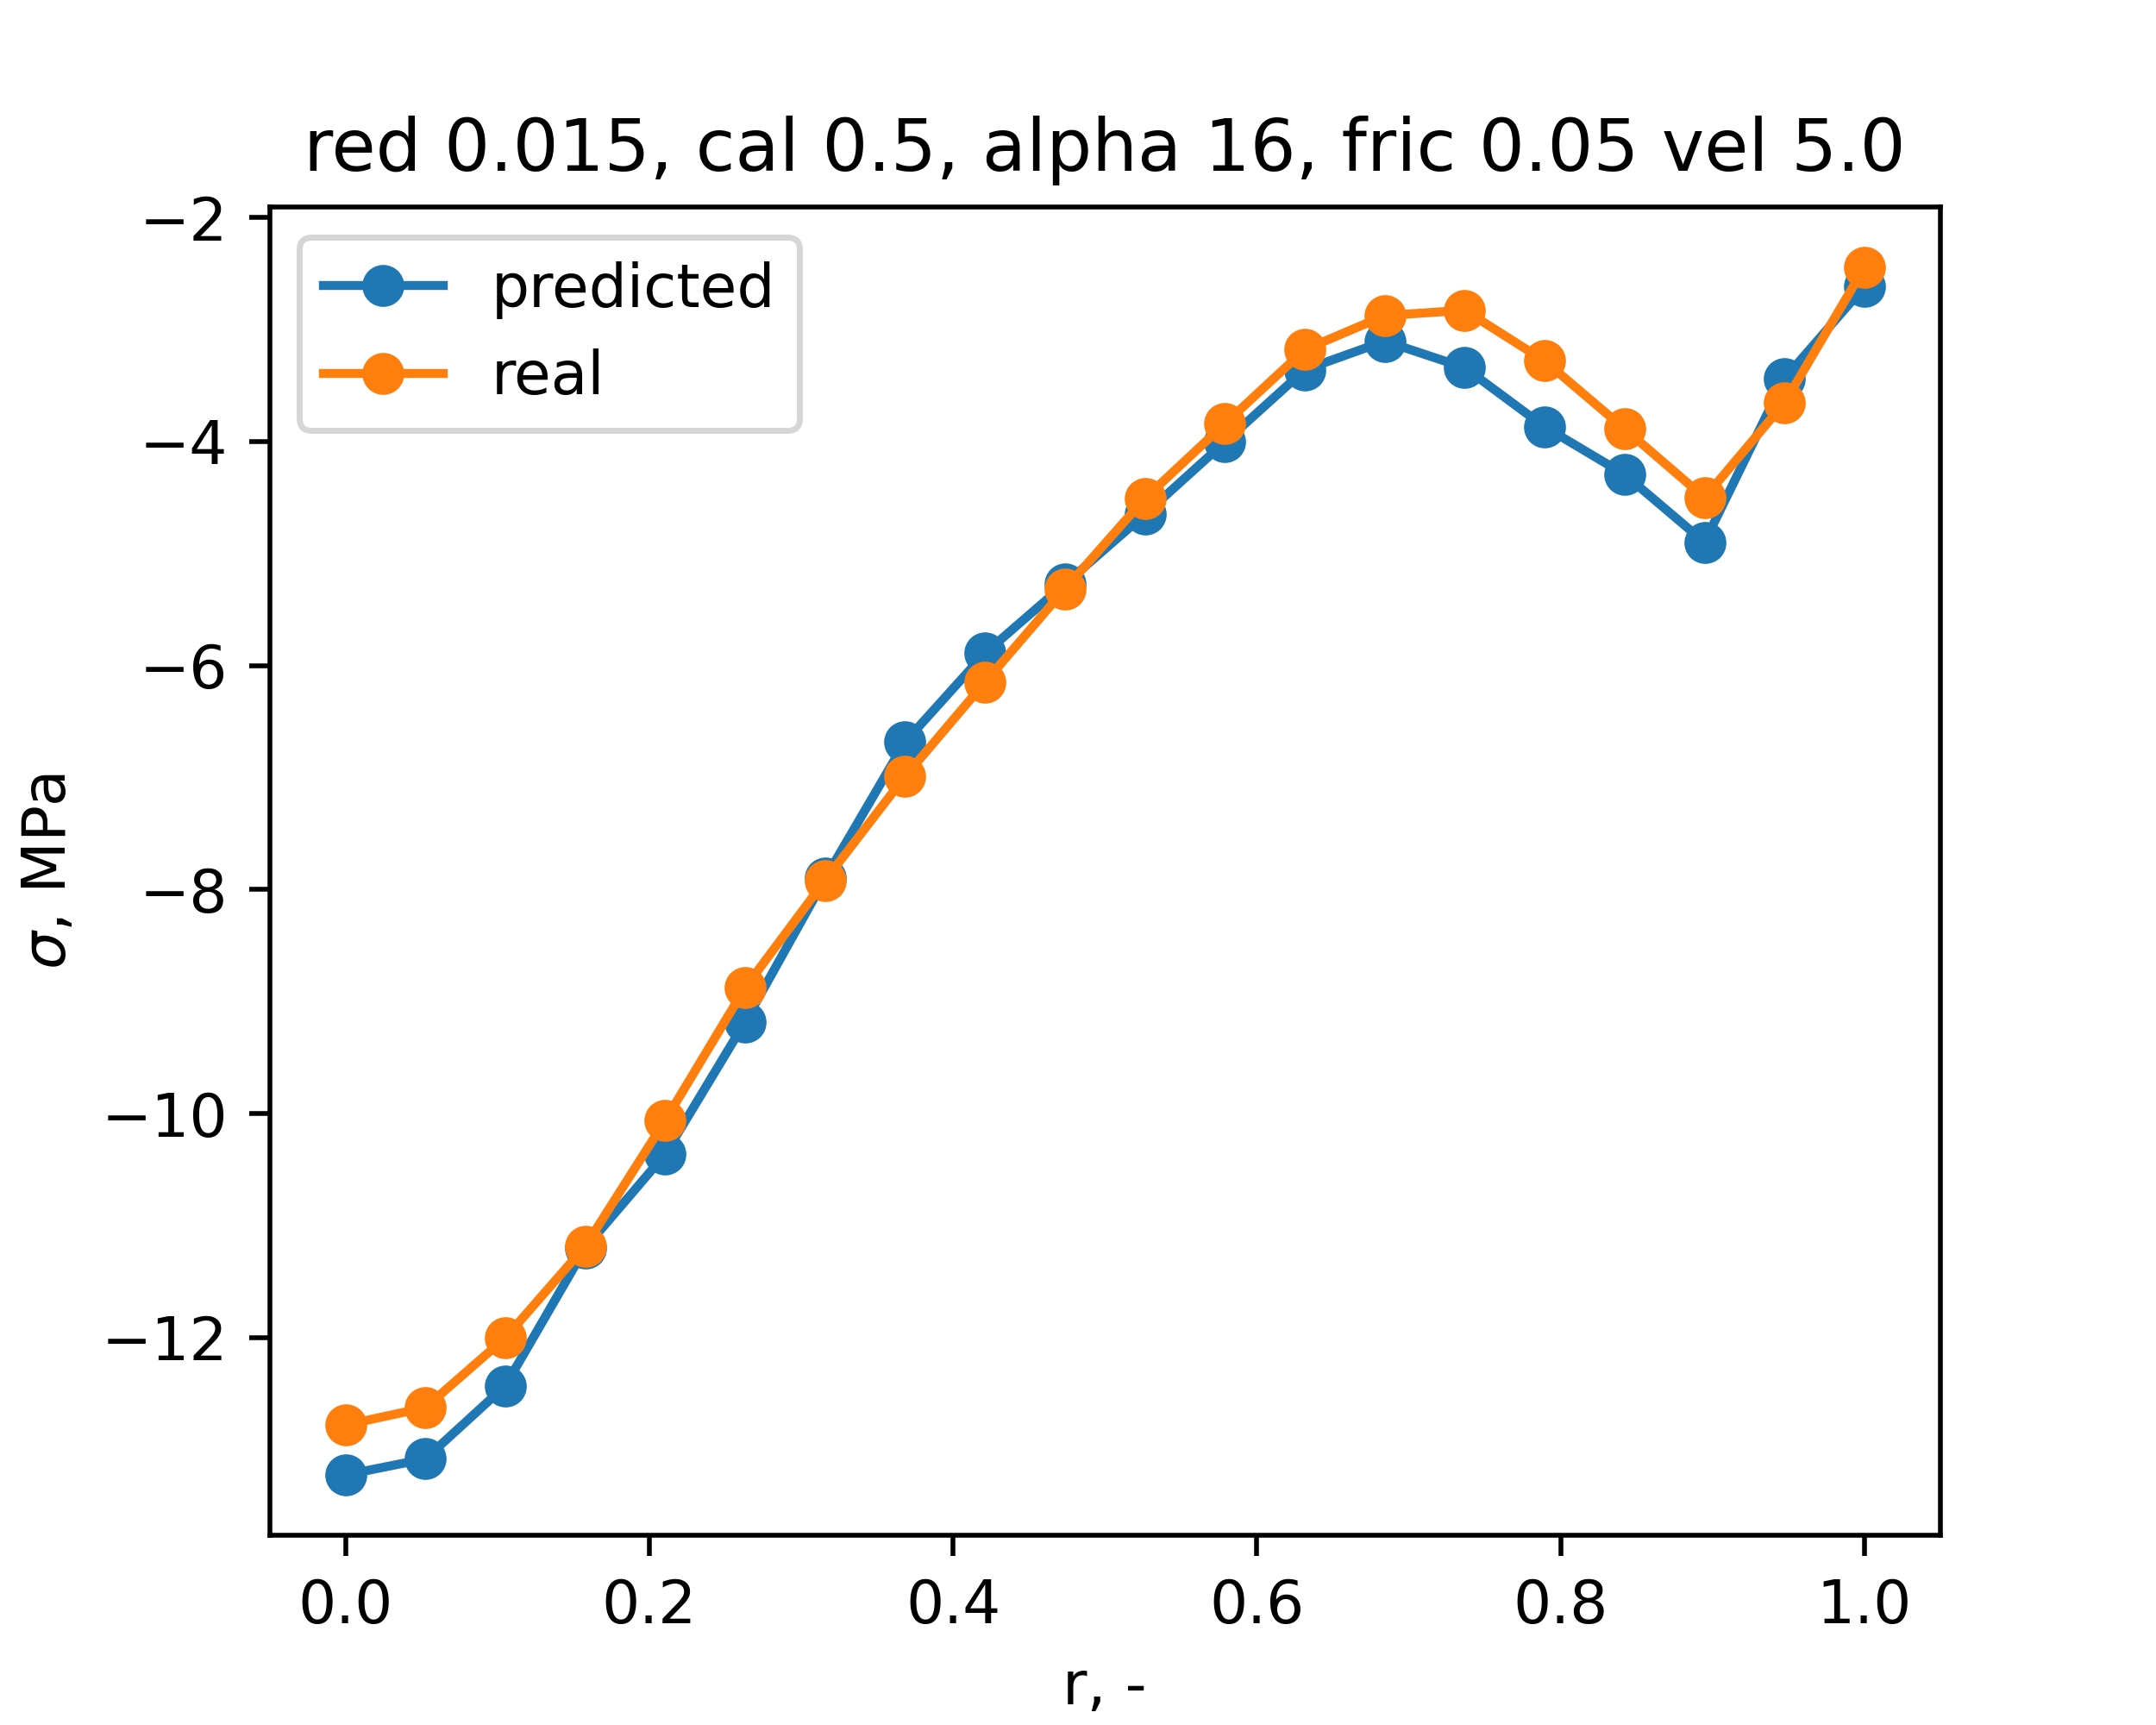 red 0.015, cal 0.5, alpha 16, fric 0.05 vel 5.0
predicted
real
−2
−4
−6
−8
−10
−12
σ, MPa
0.0 0.2 0.4 0.6 0.8 1.0
r, -